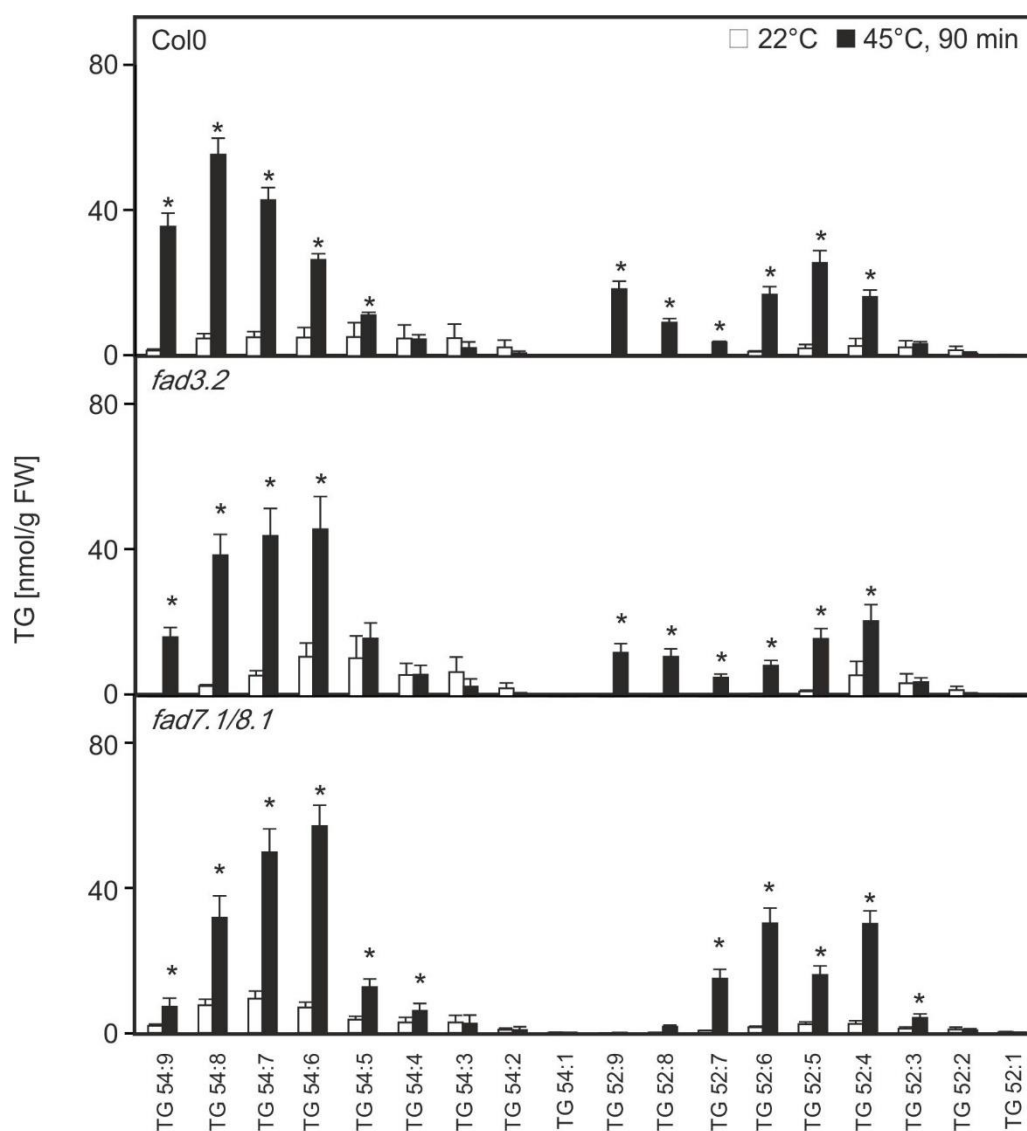 Col0
22°C 45°C, 90 min
80
40
0
fad3.2
80
40
0
fad7.1/8.1
80
40
0
TG [nmol/g FW]
* * * * * * * * * * *
* * * * * * * * * *
* * * * * * * * * * *
TG 54:9
TG 54:8
TG 54:7
TG 54:6
TG 54:5
TG 54:4
TG 54:3
TG 54:2
TG 54:1
TG 52:9
TG 52:8
TG 52:7
TG 52:6
TG 52:5
TG 52:4
TG 52:3
TG 52:2
TG 52:1